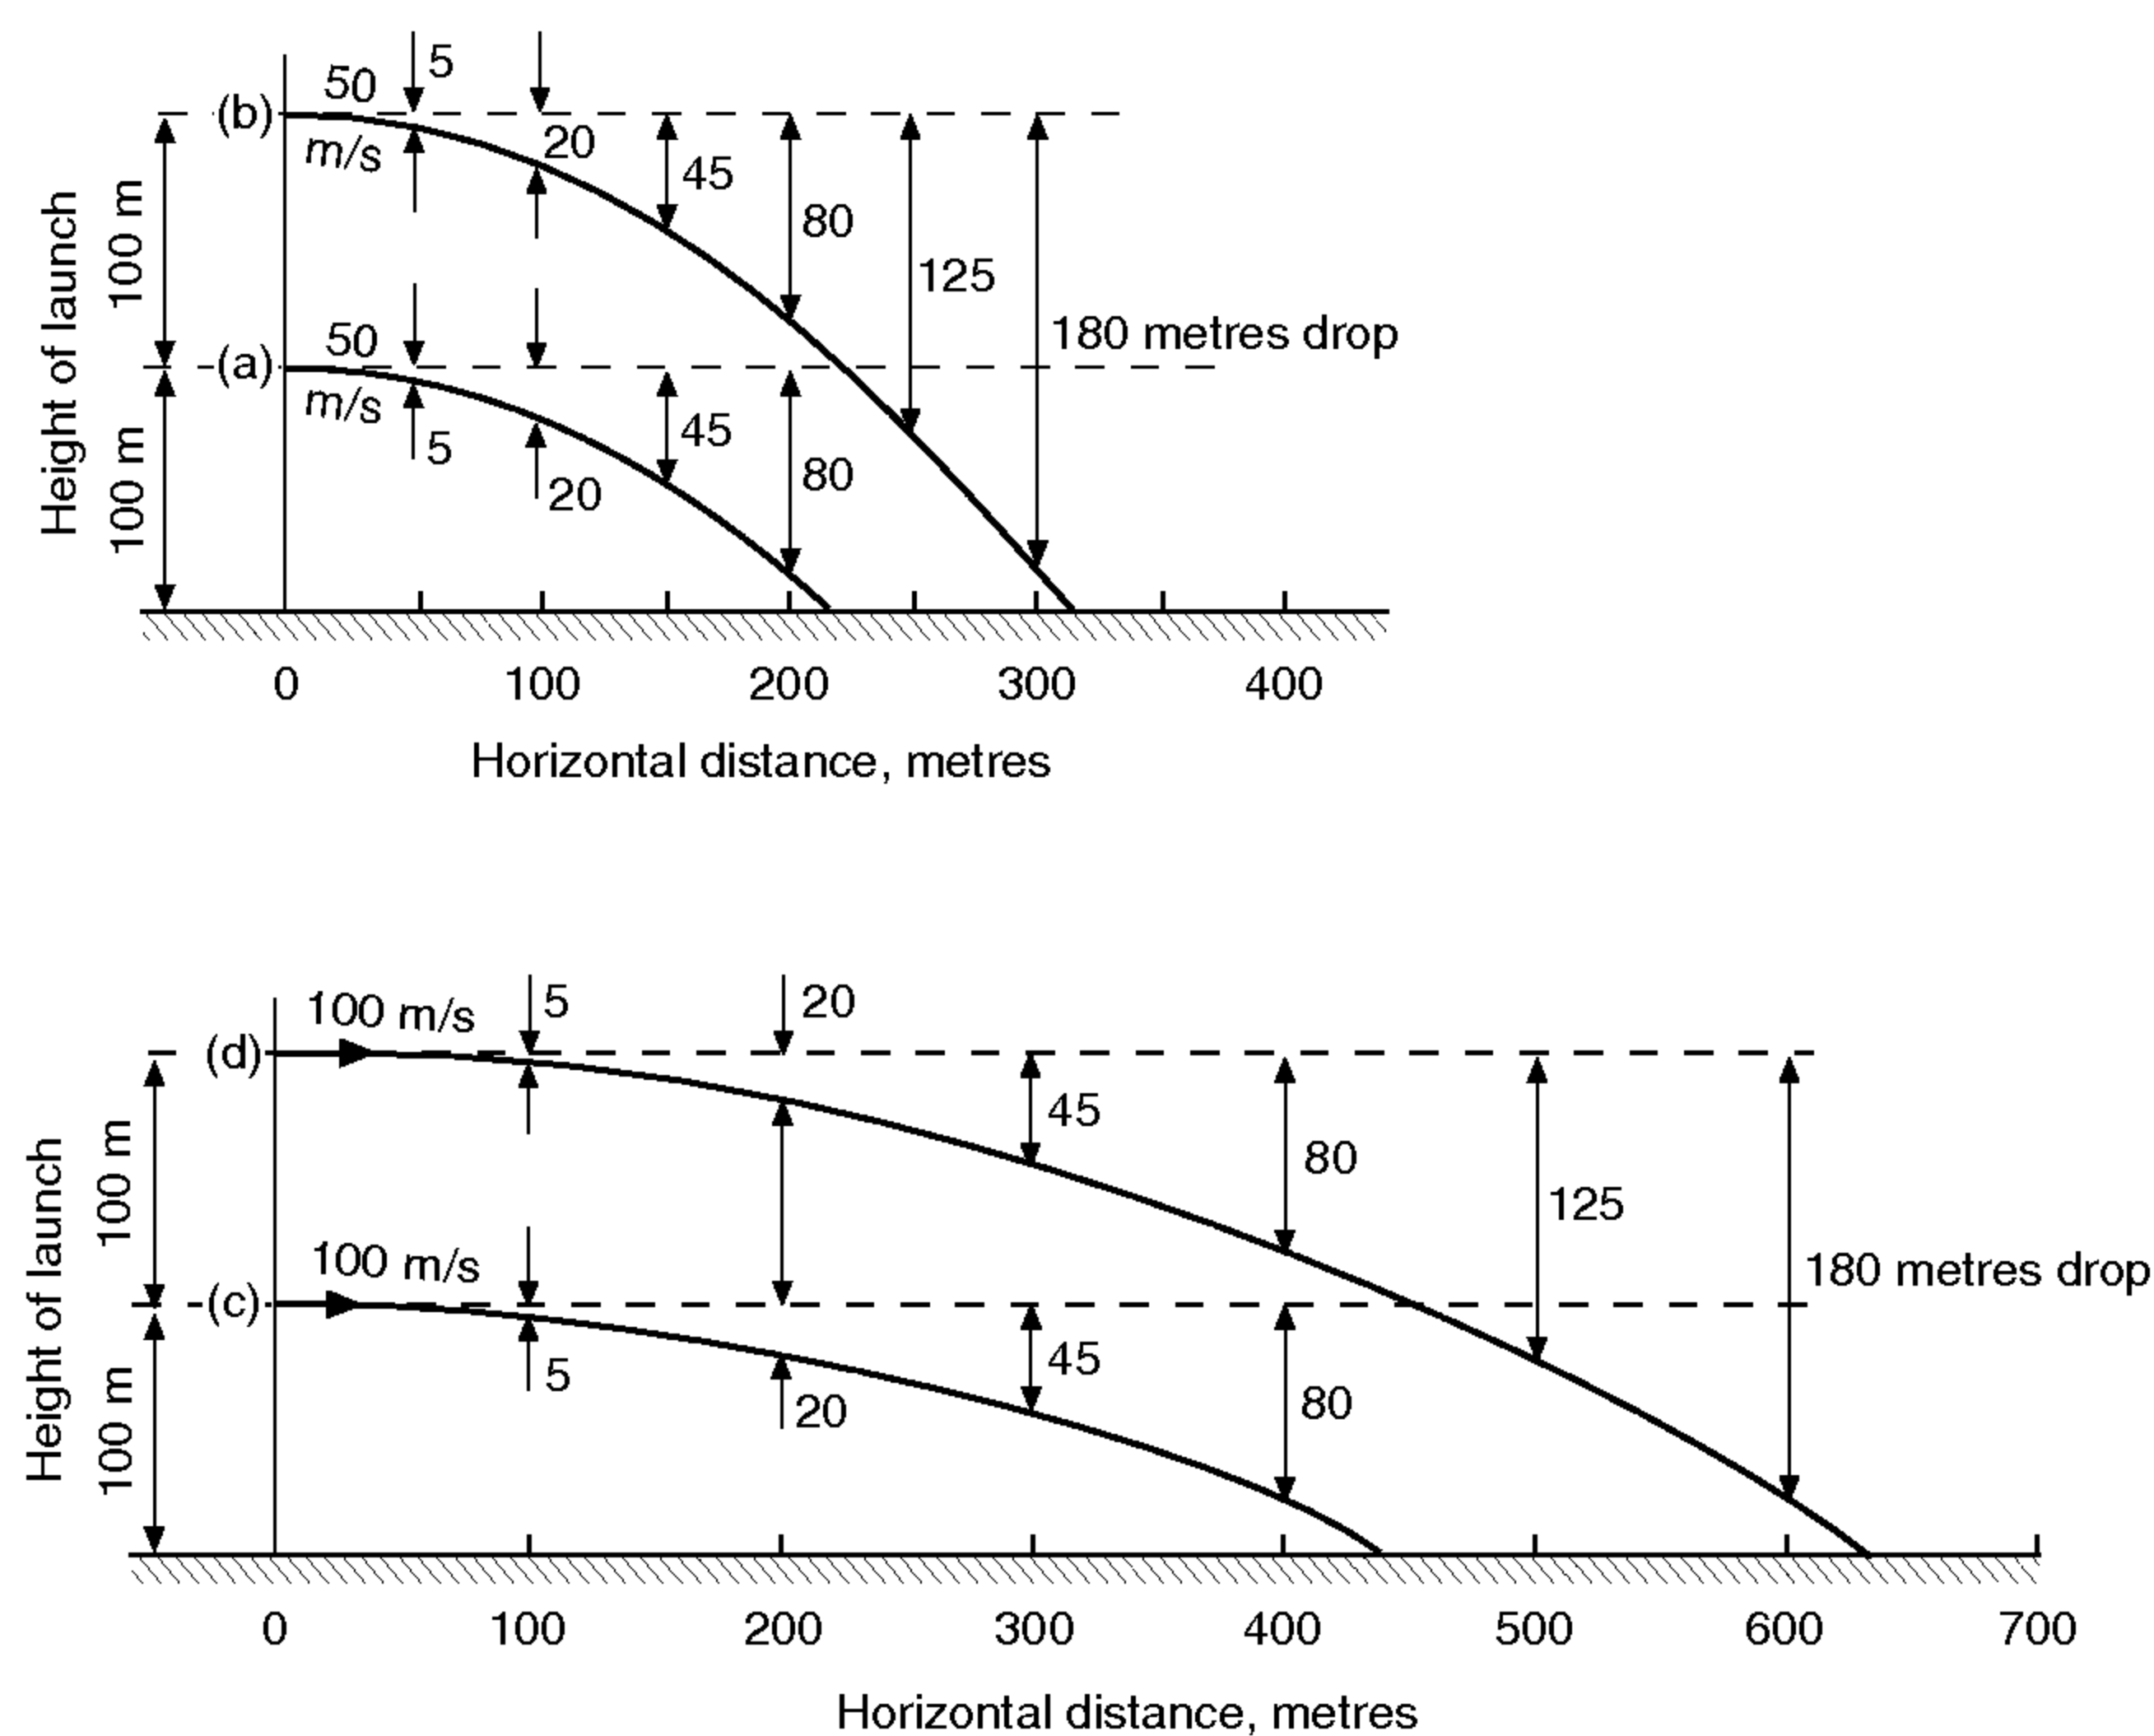 5
50
(b)
m/s
20
45
80
125
180 metres drop
100 m
Height of launch
50
(a)
m/s
5
20
45
80
100 m
0 100 200 300 400
Horizontal distance, metres
100 m/s
5
20
(d)
45
80
125
180 metres drop
100 m
Height of launch
100 m/s
(c)
5
20
45
80
100 m
0 100 200 300 400 500 600 700
Horizontal distance, metres